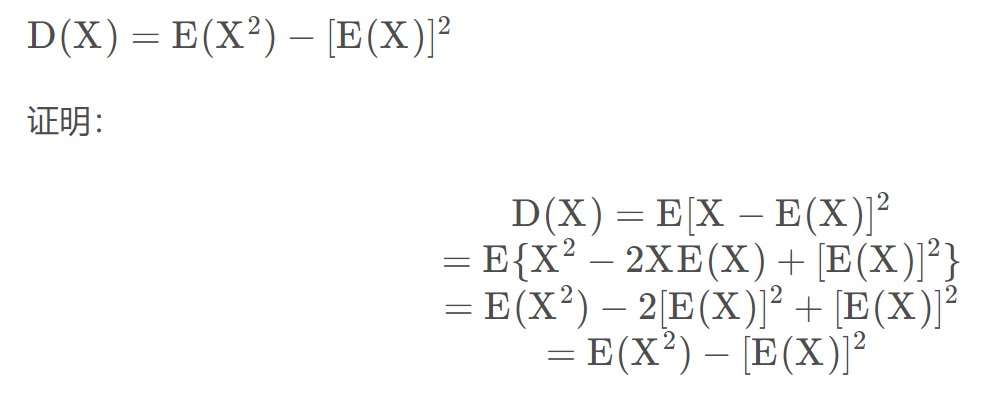 D(X) = E(X²) − [E(X)]²
证明：
D(X) = E[X − E(X)]²
= E{X² − 2XE(X) + [E(X)]²}
= E(X²) − 2[E(X)]² + [E(X)]²
= E(X²) − [E(X)]²